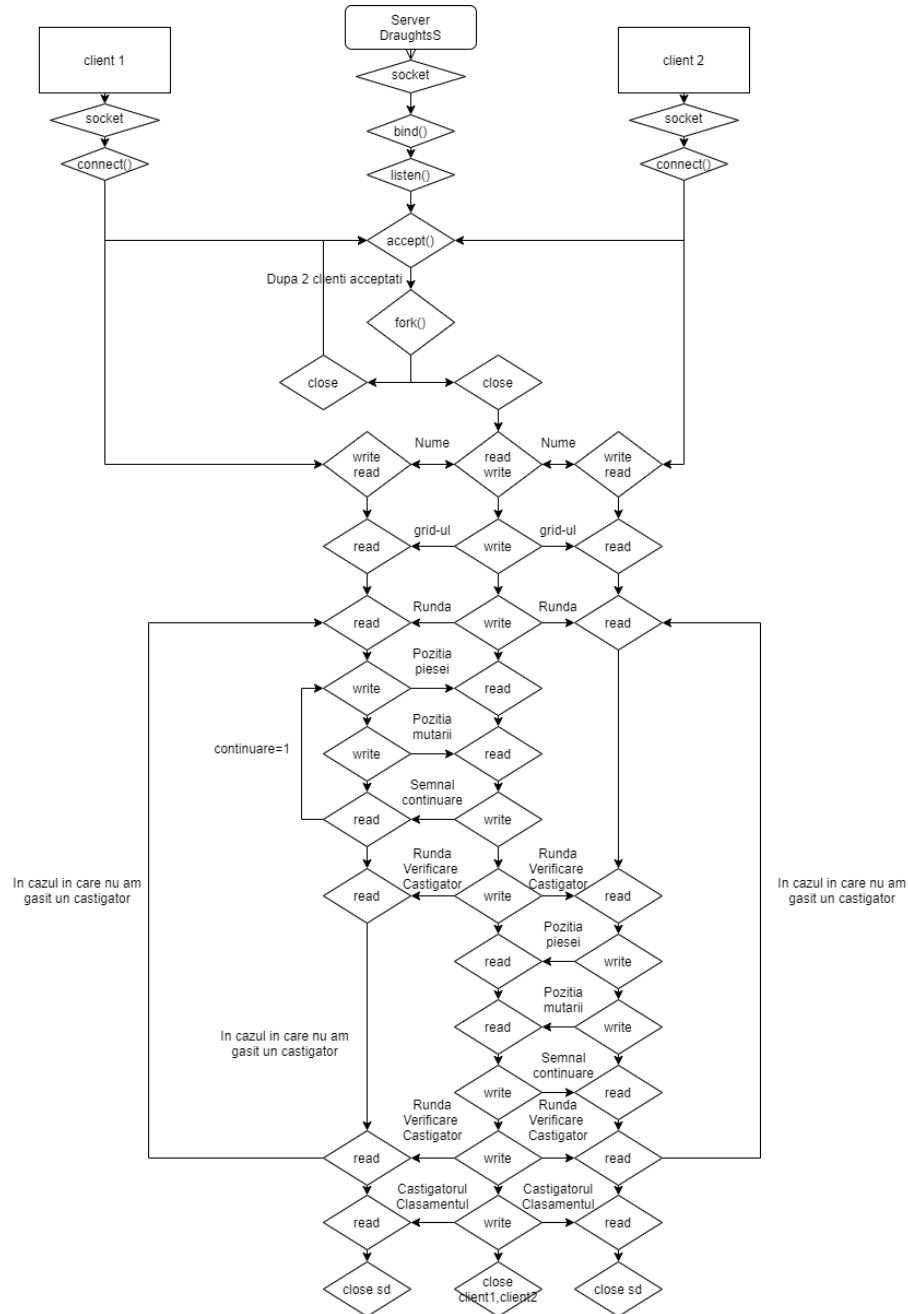 Server
DraughtsS
client 1
client 2
socket
socket
socket
bind()
connect()
listen()
connect()
accept()
Dupa 2 clienti acceptati
fork()
close
close
Nume
Nume
write
read
read
write
write
read
grid-ul
grid-ul
read
write
read
Runda
Runda
read
write
read
Pozitia
piesei
write
read
Pozitia
mutarii
continuare=1
write
read
Semnal
continuare
read
write
Runda
Verificare
Castigator
Runda
Verificare
Castigator
In cazul in care nu am
gasit un castigator
read
write
read
In cazul in care nu am
gasit un castigator
Pozitia
piesei
read
write
Pozitia
mutarii
read
write
In cazul in care nu am
gasit un castigator
Semnal
continuare
write
read
Runda
Verificare
Castigator
Runda
Verificare
Castigator
read
write
read
Castigatorul
Clasamentul
Castigatorul
Clasamentul
read
write
read
close sd
close
client1,client2
close sd